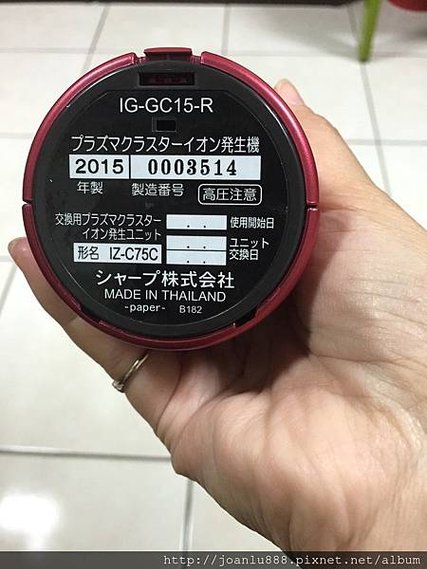 IG-GC15-R
プラズマクラスターイオン発生機
2015 0003514
年製 製造番号 高圧注意
交換用プラズマクラスター . . 使用開始日
イオン発生ユニット . . ユニット
形名 IZ-C75C . . 交換日
シャープ株式会社
MADE IN THAILAND
-paper- B182
http://joanlu888.pixnet.net/album